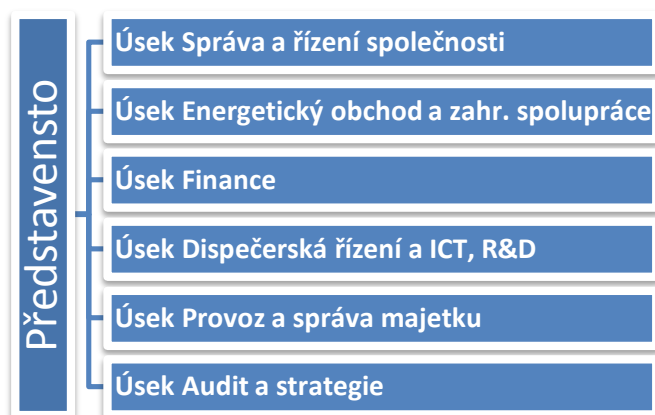 Představensto
Úsek Správa a řízení společnosti
Úsek Energetický obchod a zahr. spolupráce
Úsek Finance
Úsek Dispečerská řízení a ICT, R&D
Úsek Provoz a správa majetku
Úsek Audit a strategie